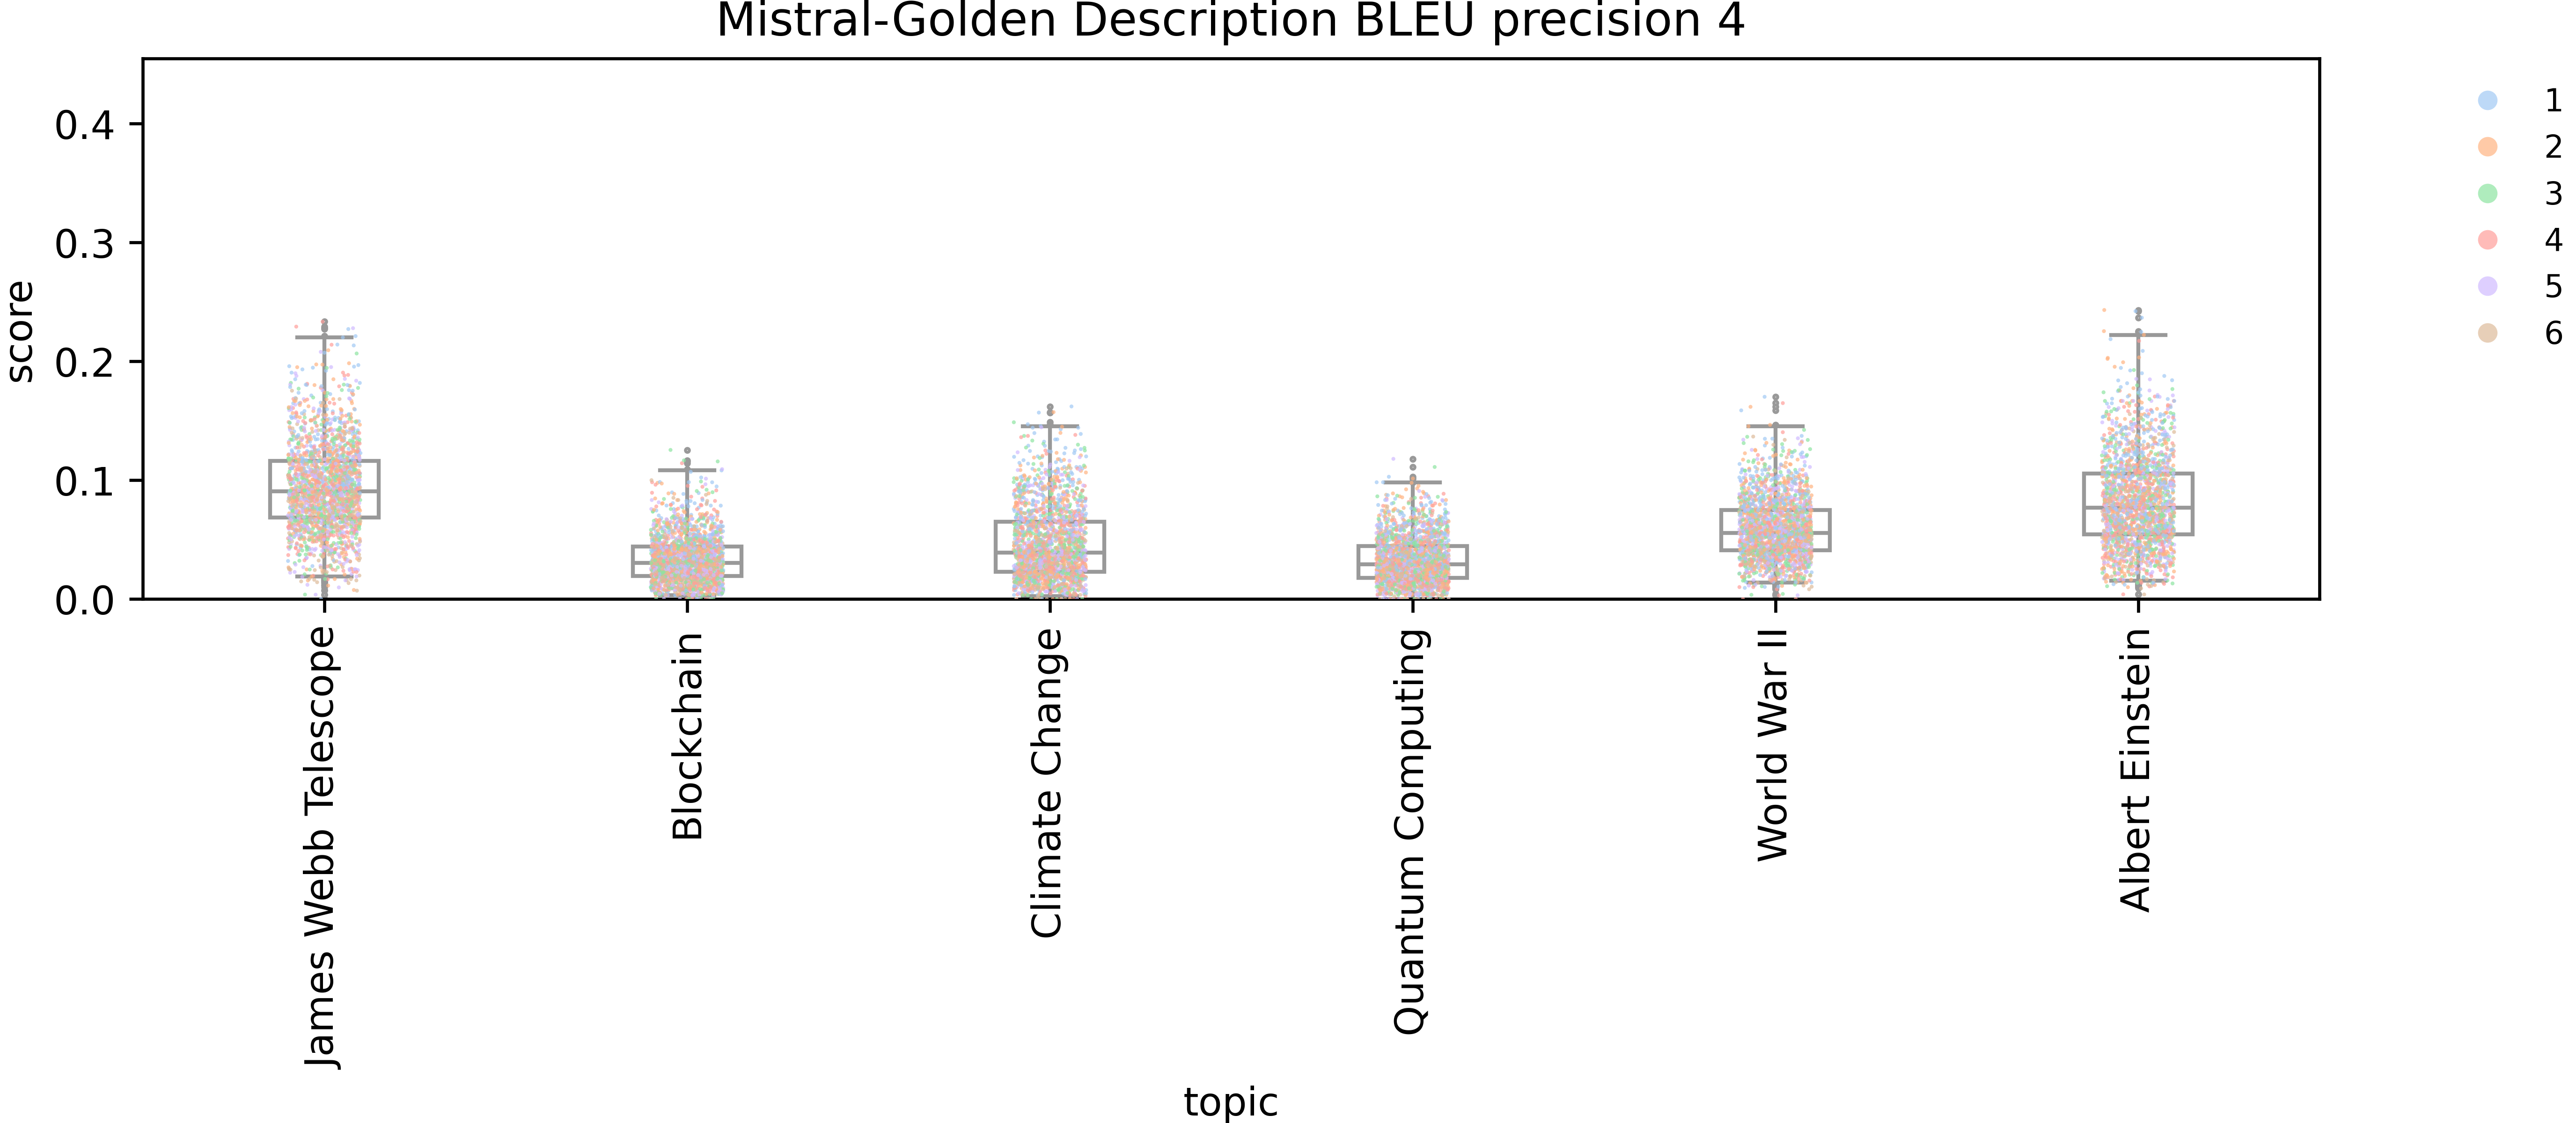 Mistral-Golden Description BLEU precision 4
score
0.4
0.3
0.2
0.1
0.0
James Webb Telescope
Blockchain
Climate Change
Quantum Computing
World War II
Albert Einstein
topic
1
2
3
4
5
6